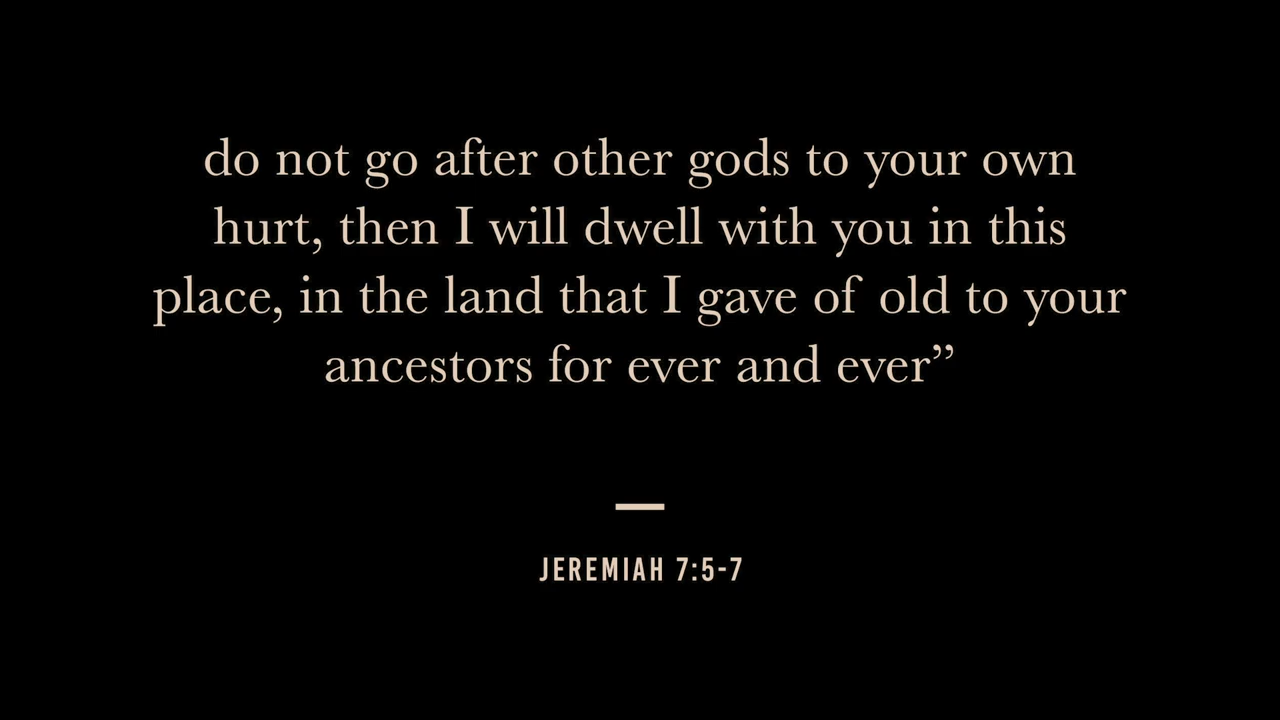 do not go after other gods to your own
hurt, then I will dwell with you in this
place, in the land that I gave of old to your
ancestors for ever and ever”
JEREMIAH 7:5-7